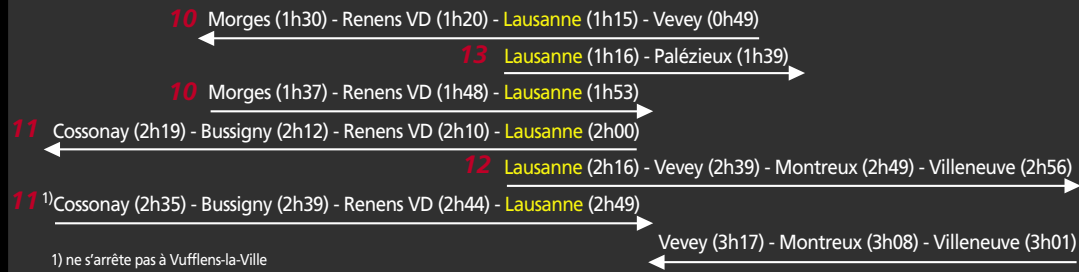 10 Morges (1h30) - Renens VD (1h20) - Lausanne (1h15) - Vevey (0h49)
13 Lausanne (1h16) - Palézieux (1h39)
10 Morges (1h37) - Renens VD (1h48) - Lausanne (1h53)
11 Cossonay (2h19) - Bussigny (2h12) - Renens VD (2h10) - Lausanne (2h00)
12 Lausanne (2h16) - Vevey (2h39) - Montreux (2h49) - Villeneuve (2h56)
11 1)Cossonay (2h35) - Bussigny (2h39) - Renens VD (2h44) - Lausanne (2h49)
Vevey (3h17) - Montreux (3h08) - Villeneuve (3h01)
1) ne s'arrête pas à Vufflens-la-Ville